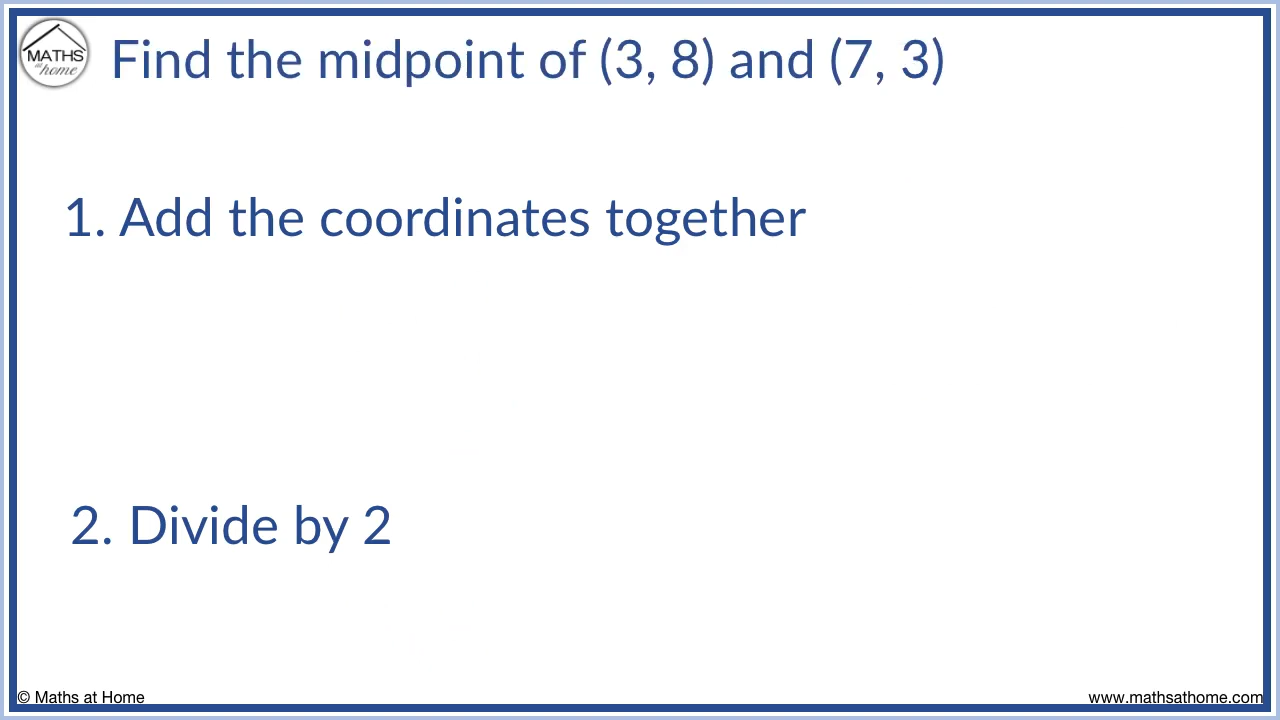 MATHS
at
home
Find the midpoint of (3, 8) and (7, 3)
1. Add the coordinates together
2. Divide by 2
© Maths at Home
www.mathsathome.com